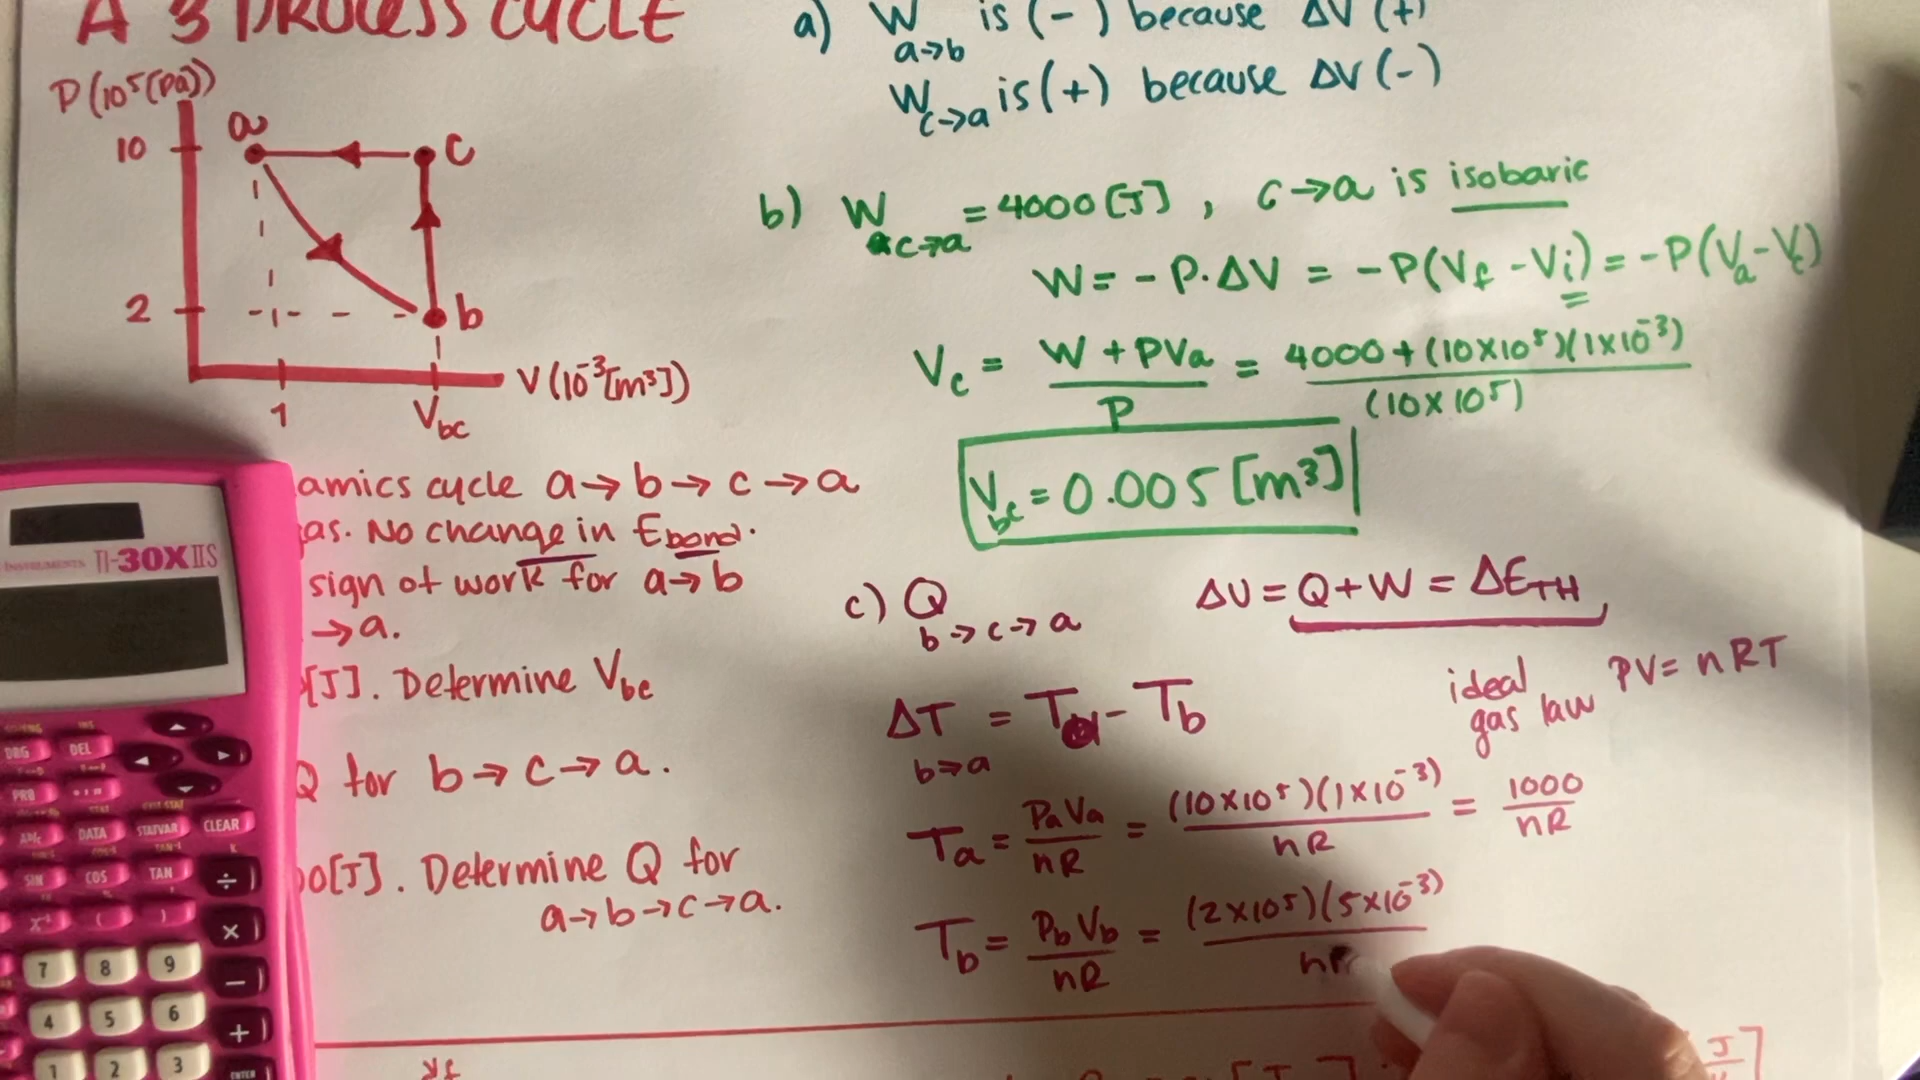 A 3 PROCESS CYCLE
P(10⁵[Pa])
a
10
c
2
b
V(10⁻³[m³])
1
V_bc
amics cycle a→b→c→a
as. No change in E_bond.
sign of work for a→b
→a.
[J]. Determine V_bc
Q for b→c→a.
0[J]. Determine Q for
a→b→c→a.
a) W_a→b is (-) because ΔV (+)
W_c→a is (+) because ΔV (-)
b) W_c→a = 4000 [J], c→a is isobaric
W = -P·ΔV = -P(V_f - V_i) = -P(V_a - V_c)
V_c = (W + PV_a)/P = (4000 + (10×10⁵)(1×10⁻³))/(10×10⁵)
V_bc = 0.005 [m³]
c) Q_b→c→a ΔU = Q + W = ΔE_TH,
ideal gas law PV = nRT
ΔT_b→a = T_a - T_b
T_a = P_aV_a/nR = (10×10⁵)(1×10⁻³)/nR = 1000/nR
T_b = P_bV_b/nR = (2×10⁵)(5×10⁻³)/nR
TI-30X IIS
DEL
PRB
DATA STATVAR CLEAR
SIN COS TAN ÷
( ) ×
7 8 9 −
4 5 6 +
1 2 3 ENTER